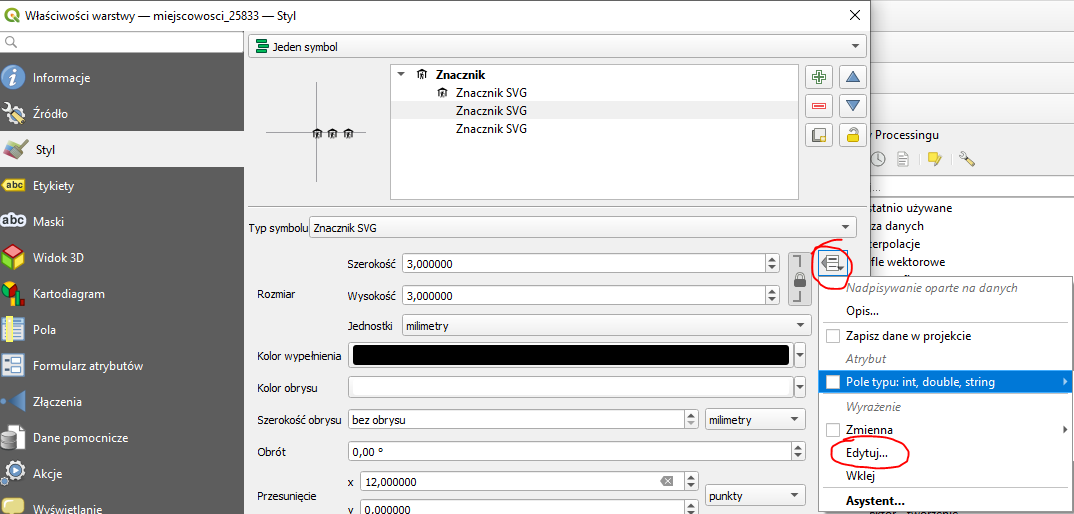 Właściwości warstwy — miejscowosci_25833 — Styl
Jeden symbol
Informacje
Źródło
Styl
abc Etykiety
abc Maski
Widok 3D
Kartodiagram
Pola
Formularz atrybutów
Złączenia
Dane pomocnicze
Akcje
Wyświetlanie
Znacznik
Znacznik SVG
Znacznik SVG
Znacznik SVG
Typ symbolu Znacznik SVG
Rozmiar
Szerokość 3,000000
Wysokość 3,000000
Jednostki milimetry
Kolor wypełnienia
Kolor obrysu
Szerokość obrysu bez obrysu milimetry
Obrót 0,00 °
Przesunięcie
x 12,000000
punkty
y 0,000000
y Processingu
tatnio używane
za danych
erpolacje
fle wektorowe
Nadpisywanie oparte na danych
Opis...
Zapisz dane w projekcie
Atrybut
Pole typu: int, double, string
Wyrażenie
Zmienna
Edytuj...
Wklej
Asystent...